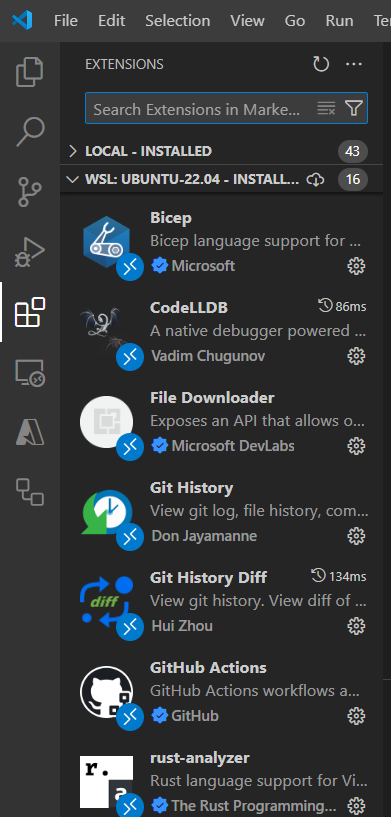 File Edit Selection View Go Run Te
EXTENSIONS
Search Extensions in Marke...
LOCAL - INSTALLED 43
WSL: UBUNTU-22.04 - INSTALL... 16
Bicep
Bicep language support for ...
Microsoft
CodeLLDB 86ms
A native debugger powered ...
Vadim Chugunov
File Downloader
Exposes an API that allows o...
Microsoft DevLabs
Git History
View git log, file history, com...
Don Jayamanne
diff
Git History Diff 134ms
View git history. View diff of ...
Hui Zhou
GitHub Actions
GitHub Actions workflows a...
GitHub
r.
a
rust-analyzer
Rust language support for Vi...
The Rust Programming...